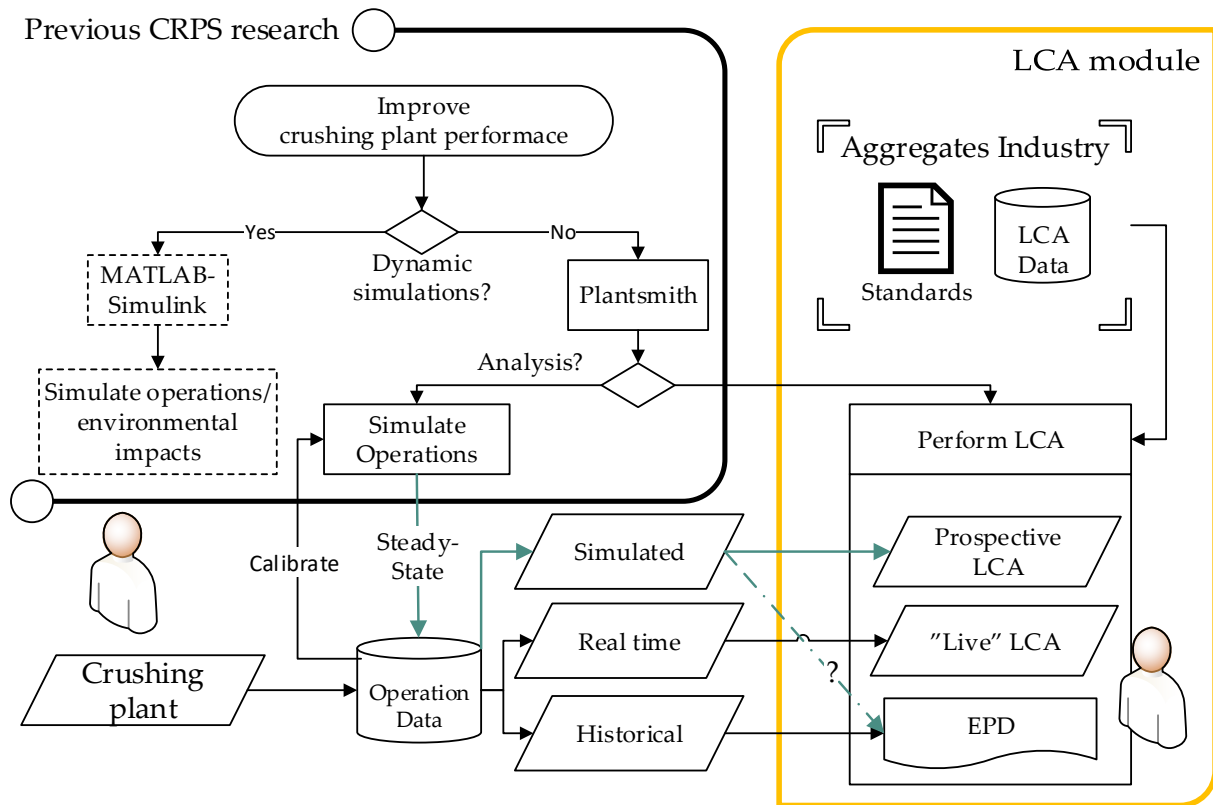 Previous CRPS research
LCA module
Improve
crushing plant performace
Aggregates Industry
Yes
No
Dynamic
simulations?
MATLAB-
Simulink
Plantsmith
LCA
Data
Standards
Analysis?
Simulate operations/
environmental
impacts
Simulate
Operations
Perform LCA
Calibrate
Steady-
State
Simulated
Prospective
LCA
Real time
”Live” LCA
?
Crushing
plant
Operation
Data
Historical
EPD